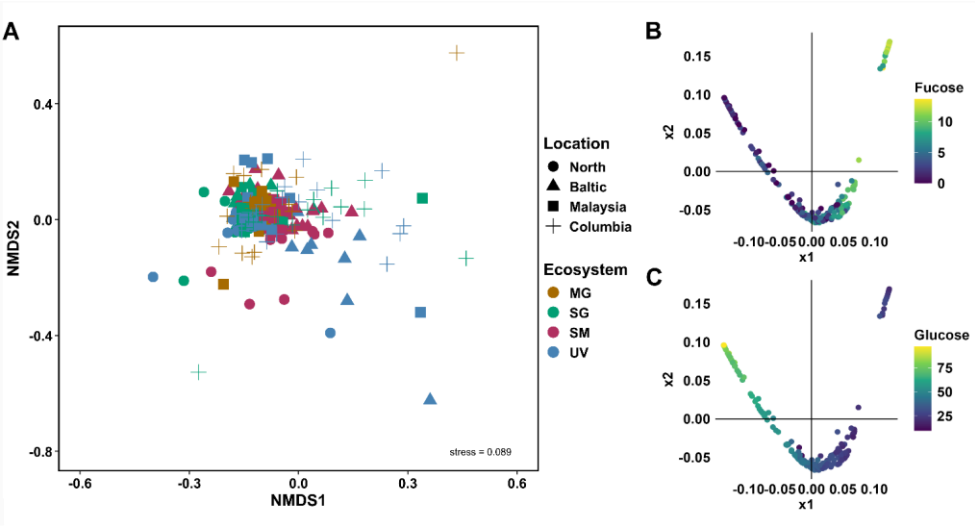 A
NMDS2
0.4
0.0
-0.4
-0.8
-0.6
-0.3
0.0
0.3
0.6
NMDS1
stress = 0.089
Location
North
Baltic
Malaysia
Columbia
Ecosystem
MG
SG
SM
UV
B
x2
0.15
0.10
0.05
0.00
-0.05
-0.10-0.05 0.00 0.05 0.10
x1
Fucose
10
5
0
C
x2
0.15
0.10
0.05
0.00
-0.05
-0.10-0.05 0.00 0.05 0.10
x1
Glucose
75
50
25